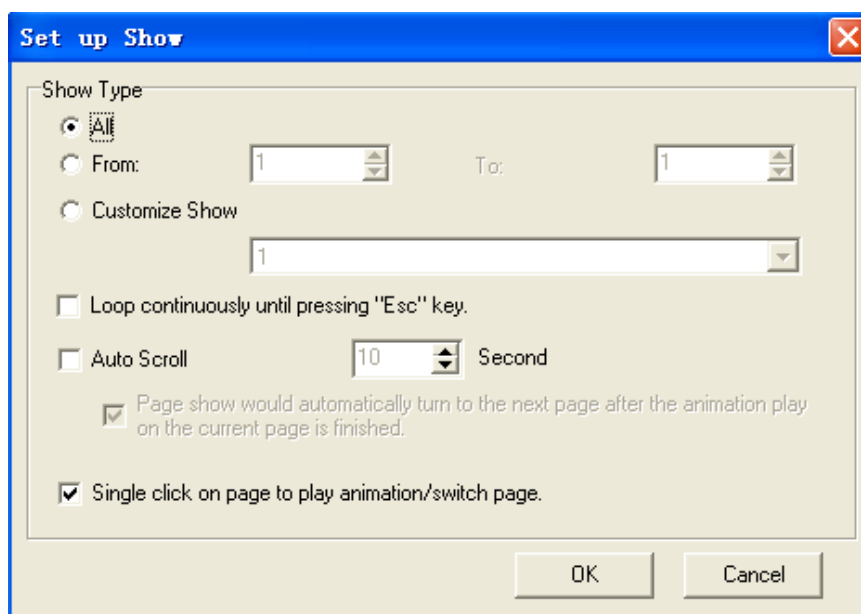 Set up Show
Show Type
All
From: 1 To: 1
Customize Show
1
Loop continuously until pressing "Esc" key.
Auto Scroll 10 Second
Page show would automatically turn to the next page after the animation play
on the current page is finished.
Single click on page to play animation/switch page.
OK Cancel